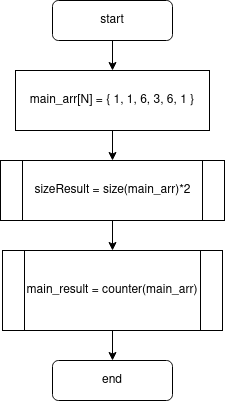 start
main_arr[N] = { 1, 1, 6, 3, 6, 1 }
sizeResult = size(main_arr)*2
main_result = counter(main_arr)
end